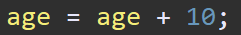 age = age + 10;